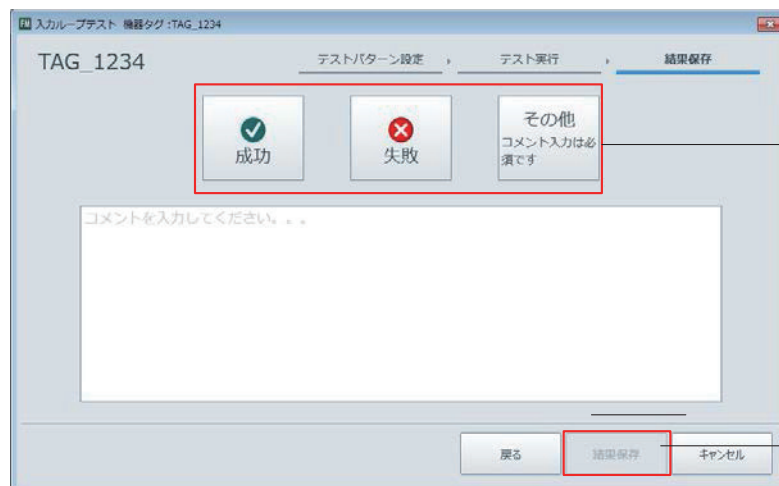 入力ループテスト 機器タグ:TAG_1234
TAG_1234
テストパターン設定
テスト実行
結果保存
成功
失敗
その他
コメント入力は必
須です
コメントを入力してください。。。
戻る
結果保存
キャンセル